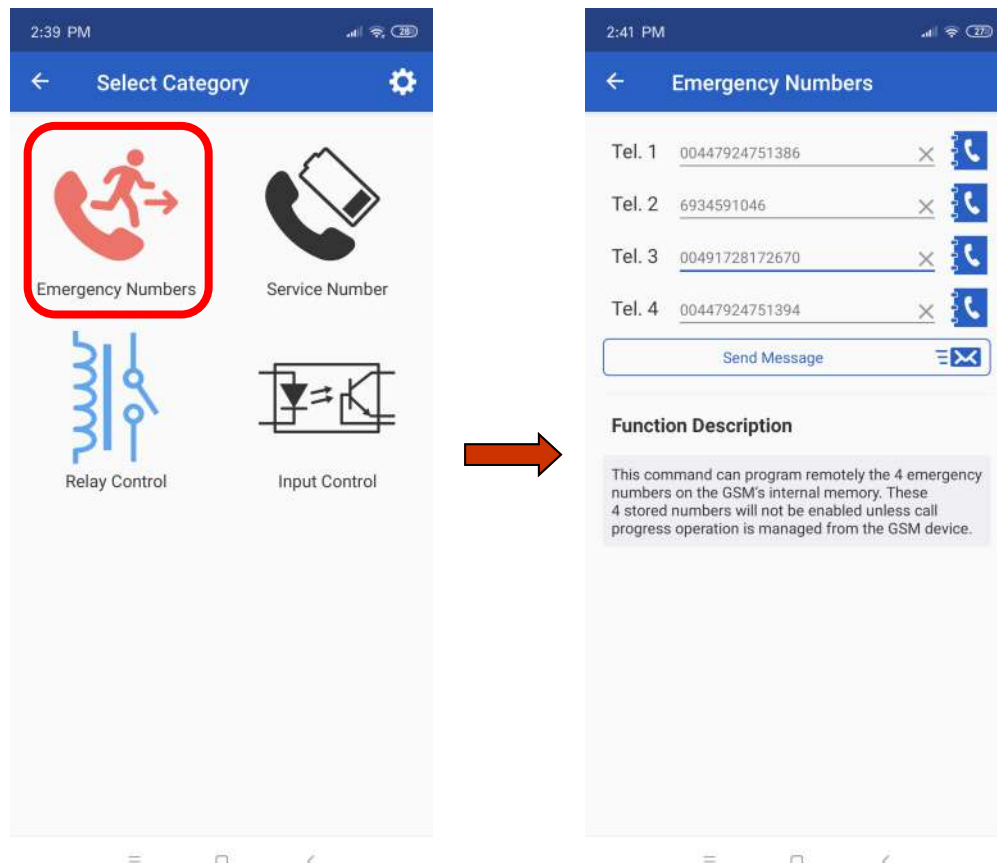 2:39 PM
28
Select Category
Emergency Numbers
Service Number
Relay Control
Input Control
2:41 PM
27
Emergency Numbers
Tel. 1 00447924751386
Tel. 2 6934591046
Tel. 3 00491728172670
Tel. 4 00447924751394
Send Message
Function Description
This command can program remotely the 4 emergency
numbers on the GSM's internal memory. These
4 stored numbers will not be enabled unless call
progress operation is managed from the GSM device.